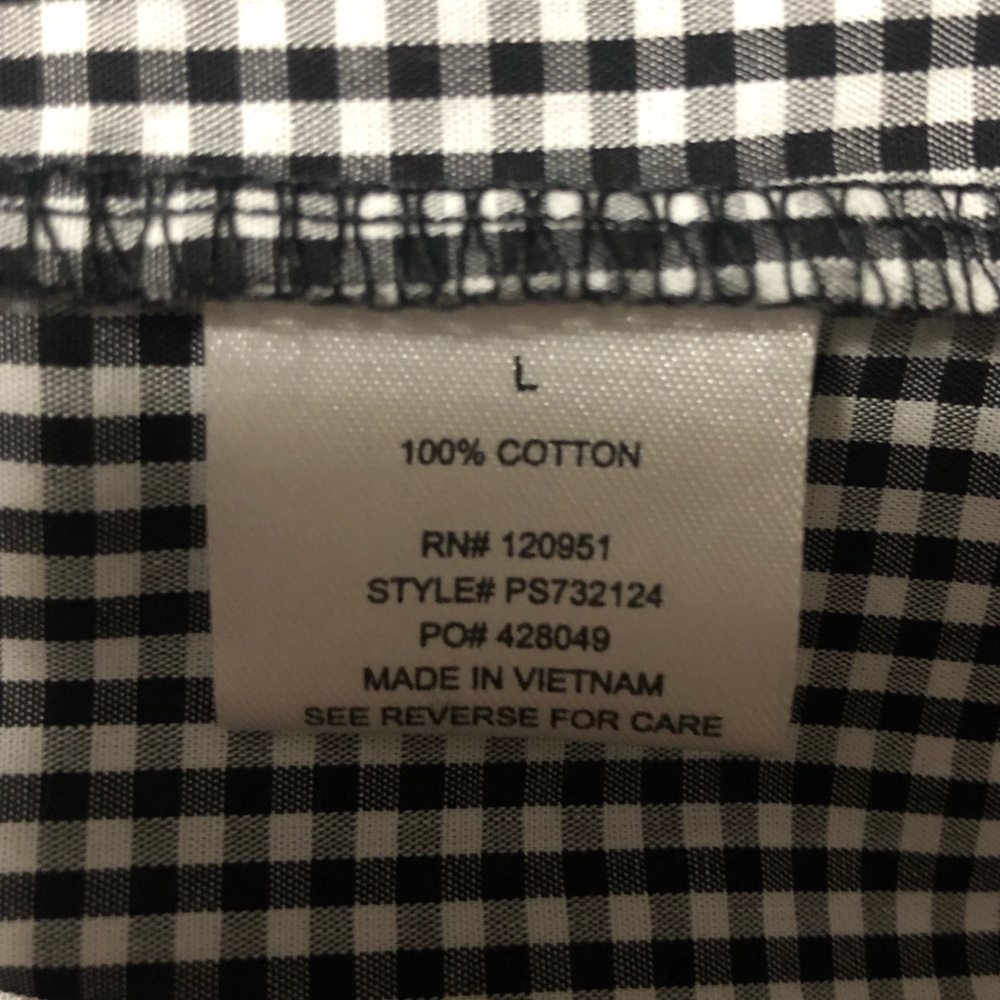 L
100% COTTON
RN# 120951
STYLE# PS732124
PO# 428049
MADE IN VIETNAM
SEE REVERSE FOR CARE